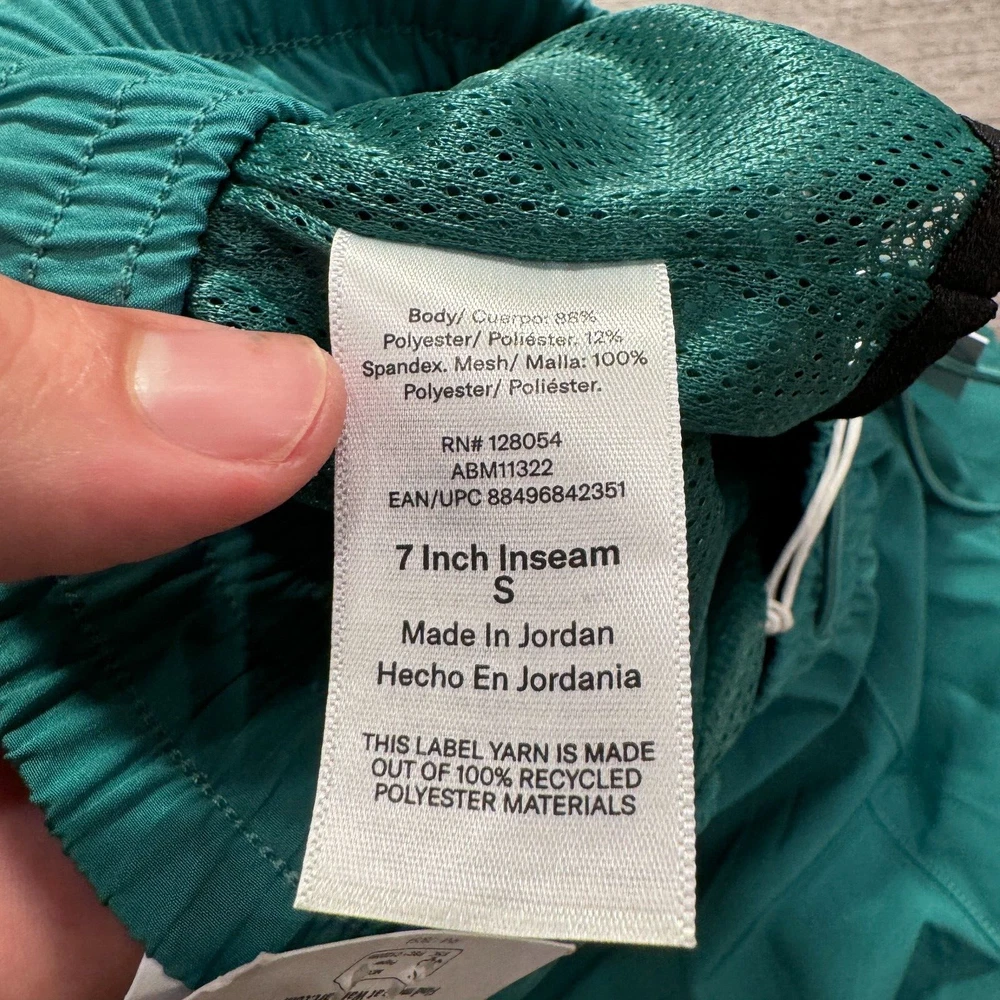 Body/ Cuerpo: 88%
Polyester/ Poliéster. 12%
Spandex. Mesh/ Malla: 100%
Polyester/ Poliéster.
RN# 128054
ABM11322
EAN/UPC 88496842351
7 Inch Inseam
S
Made In Jordan
Hecho En Jordania
THIS LABEL YARN IS MADE
OUT OF 100% RECYCLED
POLYESTER MATERIALS